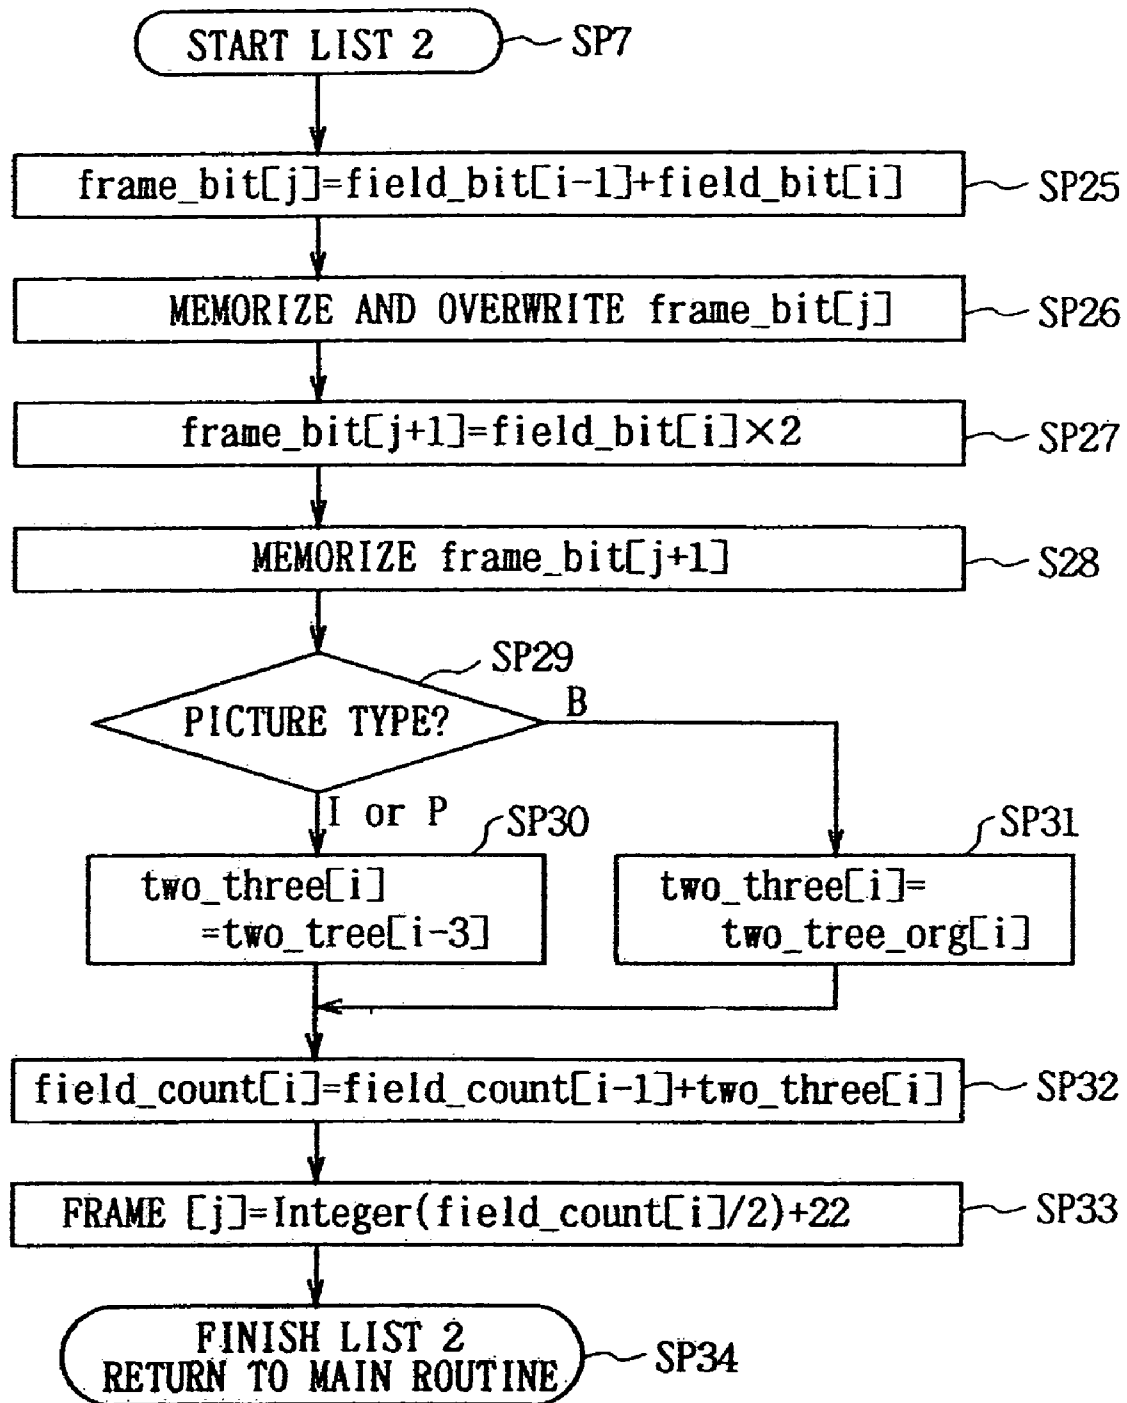 START LIST 2
SP7
frame_bit[j]=field_bit[i-1]+field_bit[i]
SP25
MEMORIZE AND OVERWRITE frame_bit[j]
SP26
frame_bit[j+1]=field_bit[i]×2
SP27
MEMORIZE frame_bit[j+1]
S28
SP29
PICTURE TYPE?
B
I or P
SP30
SP31
two_three[i]
=two_tree[i-3]
two_three[i]=
two_tree_org[i]
field_count[i]=field_count[i-1]+two_three[i]
SP32
FRAME [j]=Integer(field_count[i]/2)+22
SP33
FINISH LIST 2
RETURN TO MAIN ROUTINE
SP34